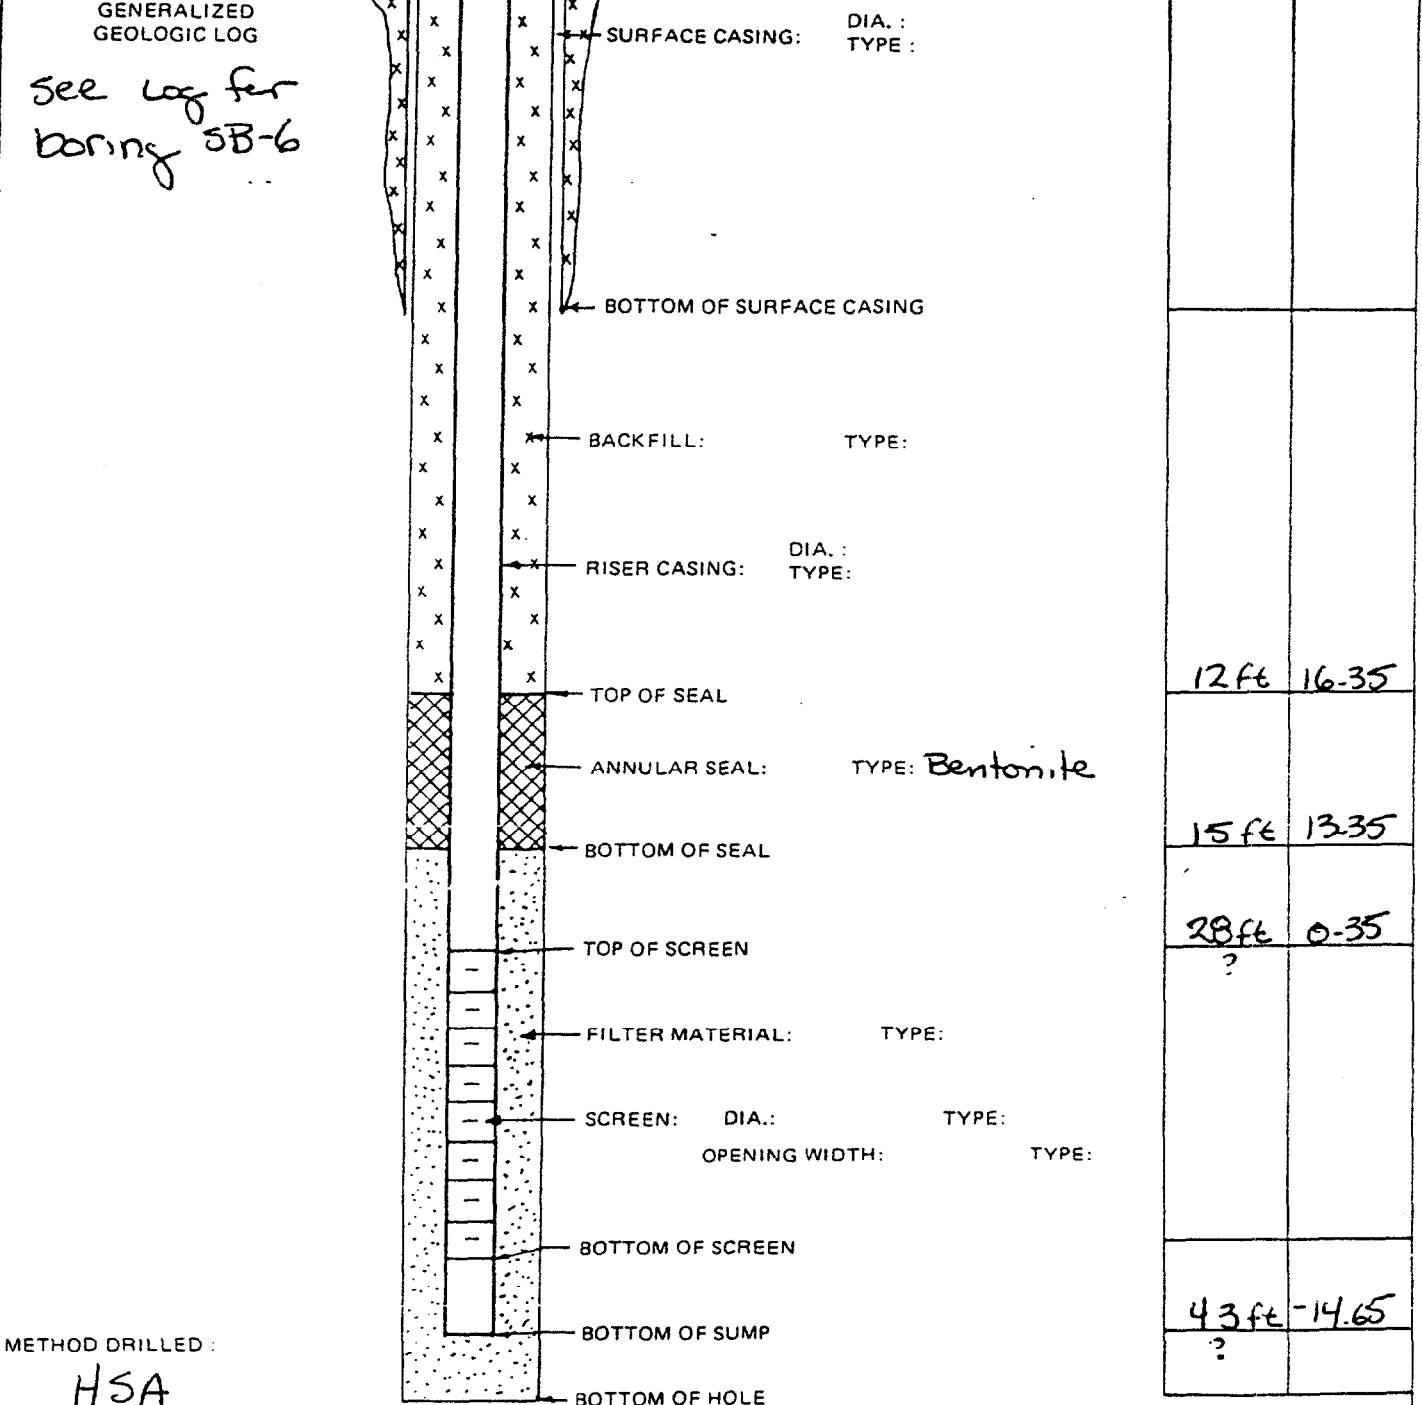 GENERALIZED
GEOLOGIC LOG
see Log for
boring SB-6
SURFACE CASING: DIA. :
TYPE :
BOTTOM OF SURFACE CASING
BACKFILL: TYPE:
DIA. :
RISER CASING: TYPE:
12 ft 16.35
TOP OF SEAL
ANNULAR SEAL: TYPE: Bentonite
15 ft 13.35
BOTTOM OF SEAL
28 ft 0.35
TOP OF SCREEN
?
FILTER MATERIAL: TYPE:
SCREEN: DIA.: TYPE:
OPENING WIDTH: TYPE:
BOTTOM OF SCREEN
43 ft -14.65
BOTTOM OF SUMP
?
METHOD DRILLED :
HSA
BOTTOM OF HOLE